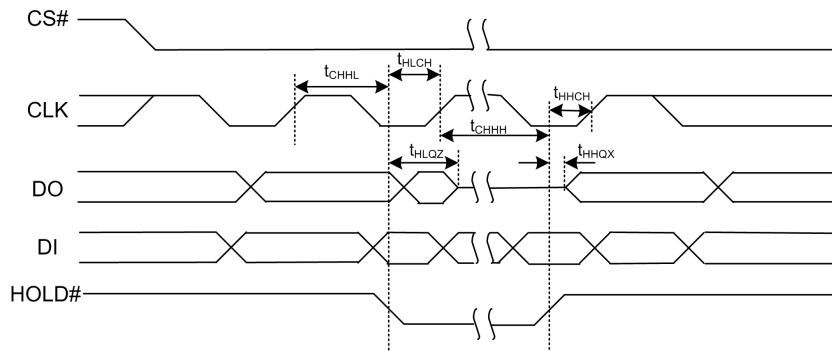 CS#
tCHHL
tHLCH
tHHCH
CLK
tCHHH
tHLQZ
tHHQX
DO
DI
HOLD#